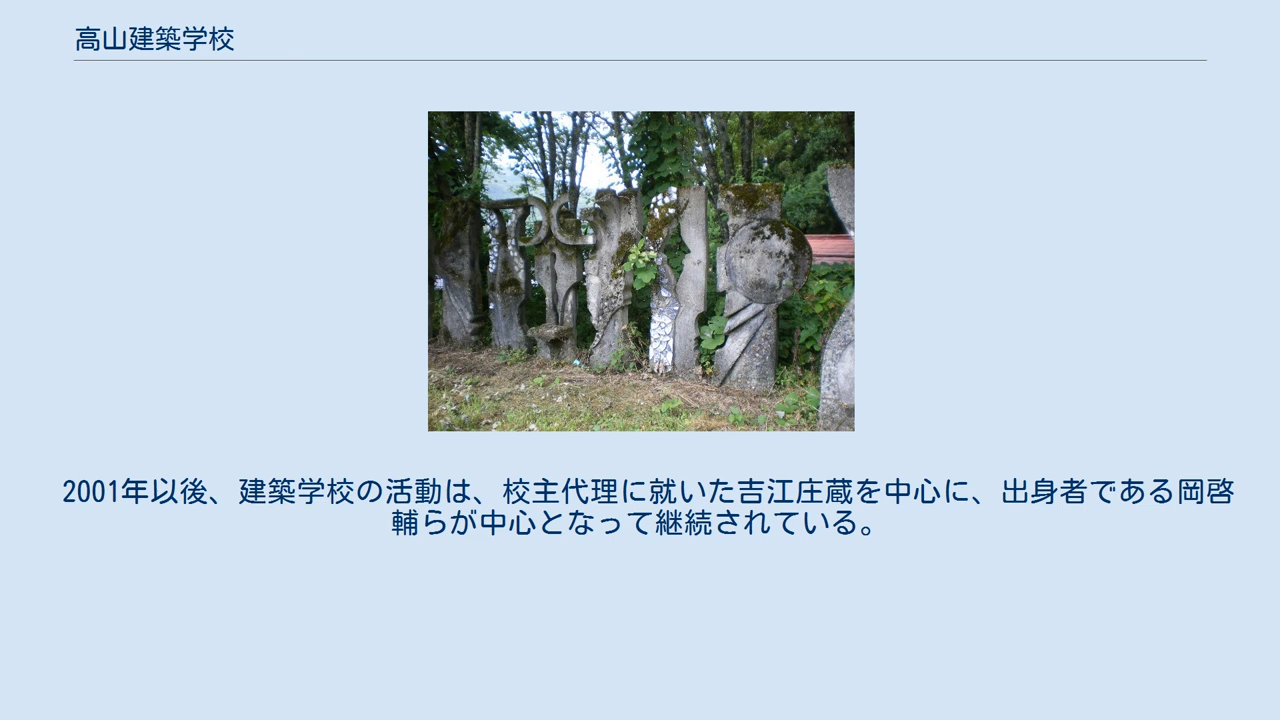 高山建築学校
2001年以後、建築学校の活動は、校主代理に就いた吉江庄蔵を中心に、出身者である岡啓
輔らが中心となって継続されている。